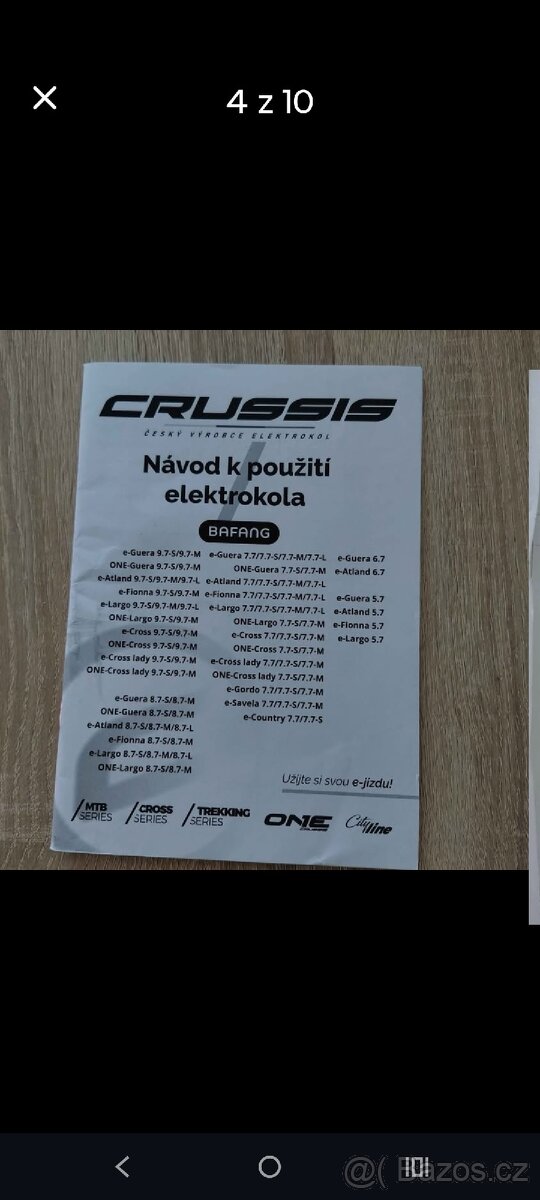 4 z 10
CRUSSIS
ČESKÝ VÝROBCE ELEKTROKOL
Návod k použití
elektrokola
BAFANG
e-Guera 9.7-S/9.7-M
ONE-Guera 9.7-S/9.7-M
e-Atland 9.7-S/9.7-M/9.7-L
e-Fionna 9.7-S/9.7-M
e-Largo 9.7-S/9.7-M/9.7-L
ONE-Largo 9.7-S/9.7-M
e-Cross 9.7-S/9.7-M
ONE-Cross 9.7-S/9.7-M
e-Cross lady 9.7-S/9.7-M
ONE-Cross lady 9.7-S/9.7-M
e-Guera 8.7-S/8.7-M
ONE-Guera 8.7-S/8.7-M
e-Atland 8.7-S/8.7-M/8.7-L
e-Fionna 8.7-S/8.7-M
e-Largo 8.7-S/8.7-M/8.7-L
ONE-Largo 8.7-S/8.7-M
e-Guera 7.7/7.7-S/7.7-M/7.7-L
ONE-Guera 7.7-S/7.7-M
e-Atland 7.7/7.7-S/7.7-M/7.7-L
e-Fionna 7.7/7.7-S/7.7-M/7.7-L
e-Largo 7.7/7.7-S/7.7-M/7.7-L
ONE-Largo 7.7-S/7.7-M
e-Cross 7.7/7.7-S/7.7-M
ONE-Cross 7.7-S/7.7-M
e-Cross lady 7.7/7.7-S/7.7-M
ONE-Cross lady 7.7-S/7.7-M
e-Gordo 7.7/7.7-S/7.7-M
e-Savela 7.7/7.7-S/7.7-M
e-Country 7.7/7.7-S
e-Guera 6.7
e-Atland 6.7
e-Guera 5.7
e-Atland 5.7
e-Fionna 5.7
e-Largo 5.7
Užijte si svou e-jízdu!
MTB
SERIES
CROSS
SERIES
TREKKING
SERIES
ONE
City
line
@( Bazos.cz